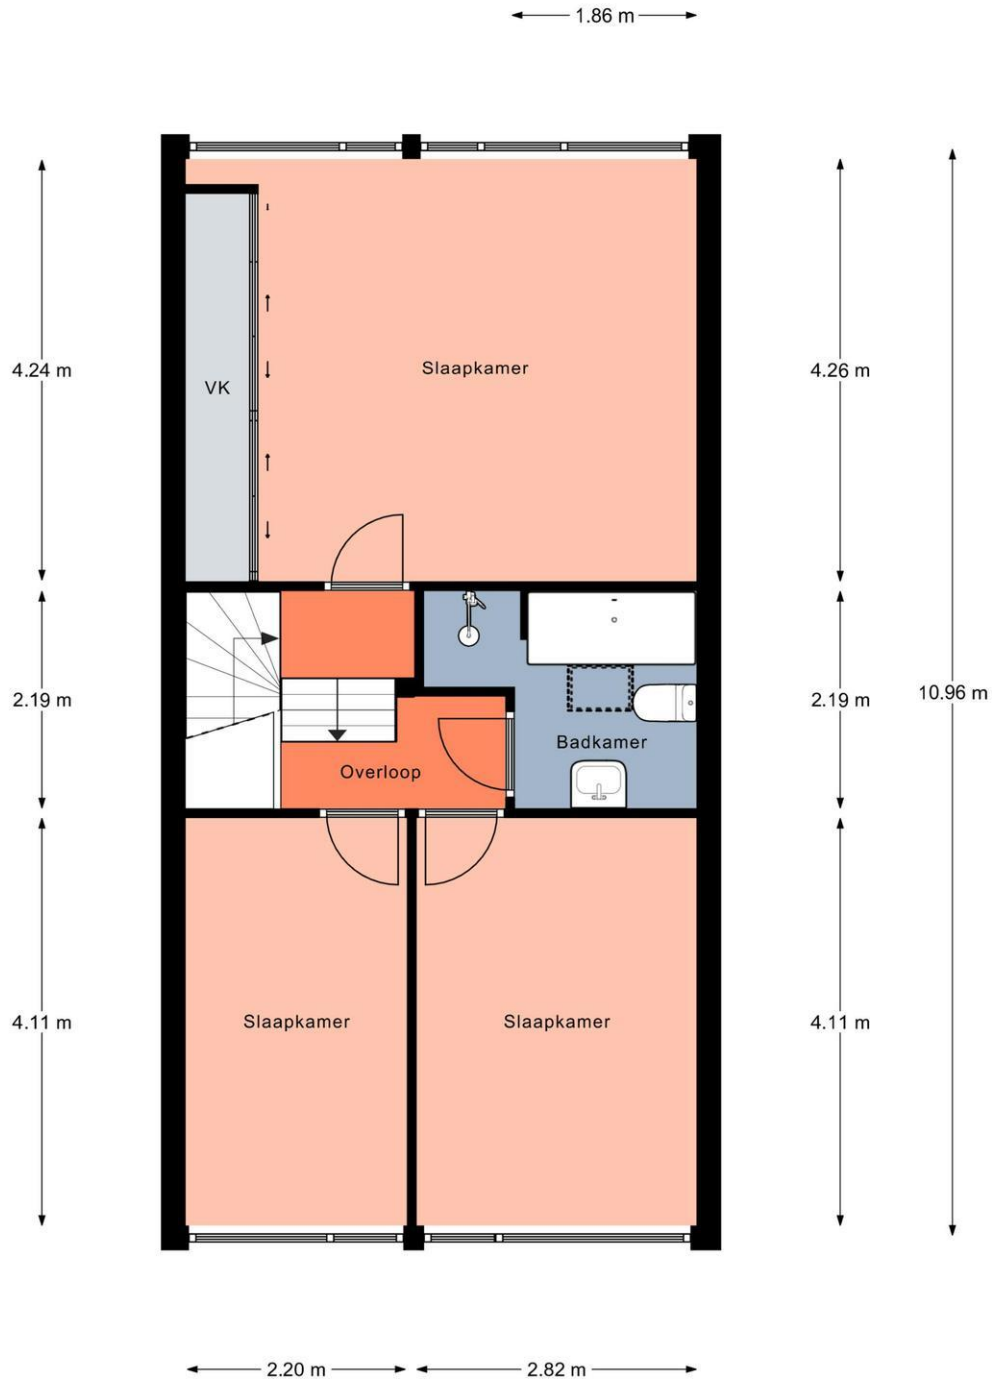 1.86 m
4.24 m
VK
Slaapkamer
4.26 m
2.19 m
Overloop
Badkamer
2.19 m
10.96 m
4.11 m
Slaapkamer
Slaapkamer
4.11 m
2.20 m
2.82 m